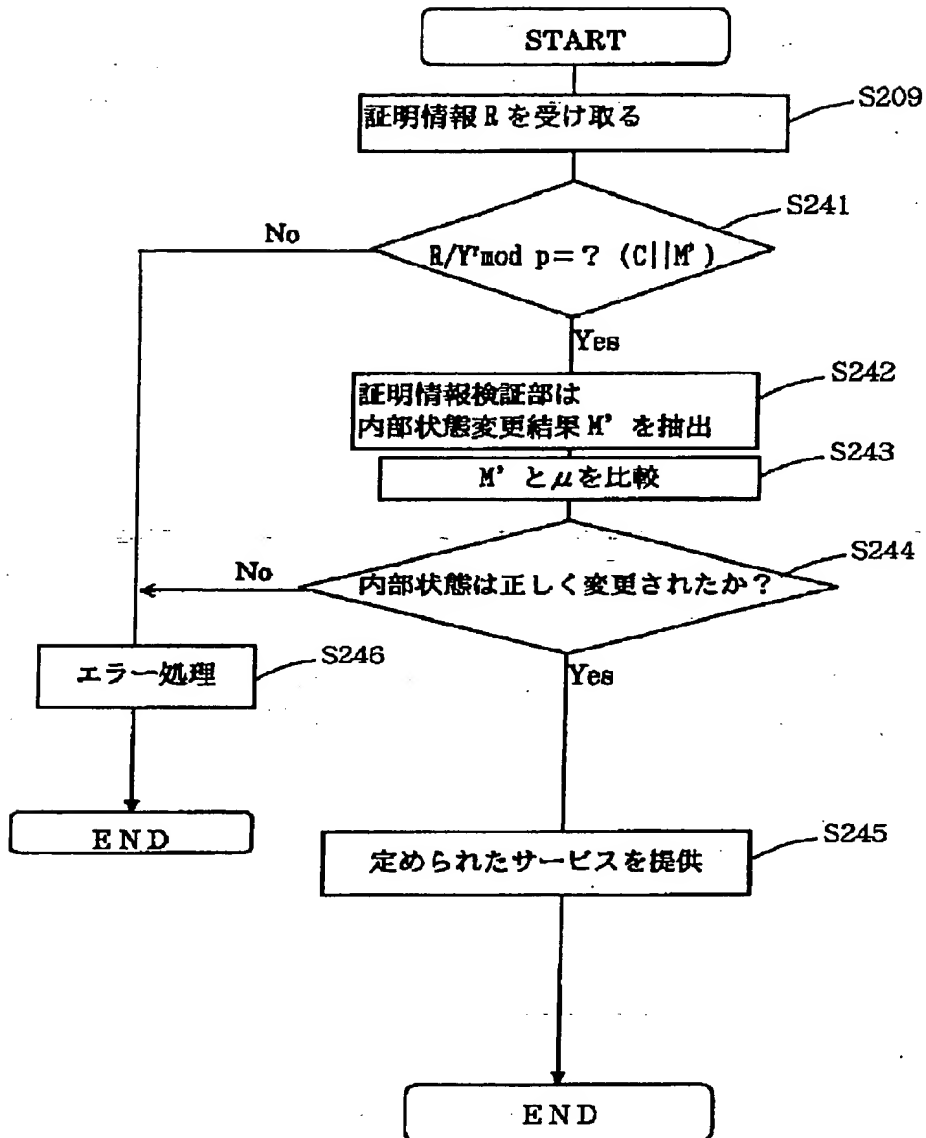 START
S209
証明情報 R を受け取る
S241
No
R/Y^r mod p=? (C||M')
Yes
S242
証明情報検証部は
内部状態変更結果 M' を抽出
S243
M' と μ を比較
S244
No
内部状態は正しく変更されたか?
Yes
S246
エラー処理
END
S245
定められたサービスを提供
END